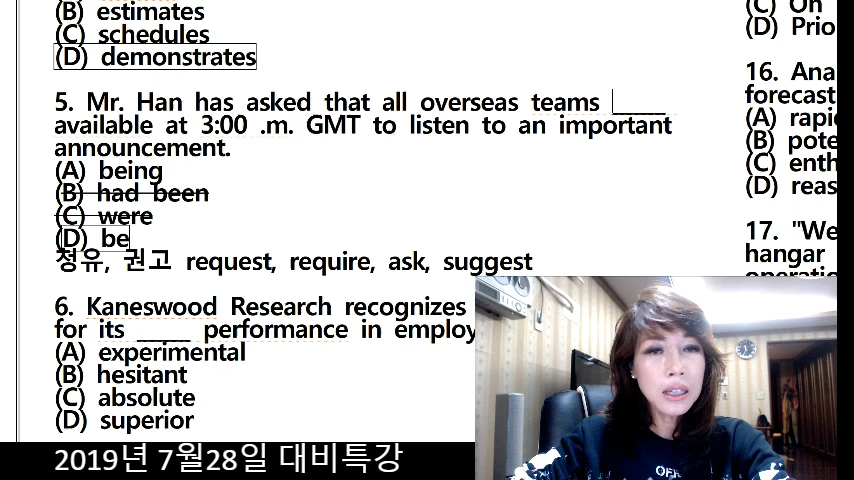 (B) estimates
(C) schedules
(D) demonstrates
5. Mr. Han has asked that all overseas teams _____
available at 3:00 .m. GMT to listen to an important
announcement.
(A) being
(B) had been
(C) were
(D) be
청유, 권고 request, require, ask, suggest
6. Kaneswood Research recognizes
for its _____ performance in employ
(A) experimental
(B) hesitant
(C) absolute
(D) superior
(C) On
(D) Prio
16. Ana
forecast
(A) rapi
(B) pote
(C) enth
(D) reas
17. "We
hangar
2019년 7월28일 대비특강